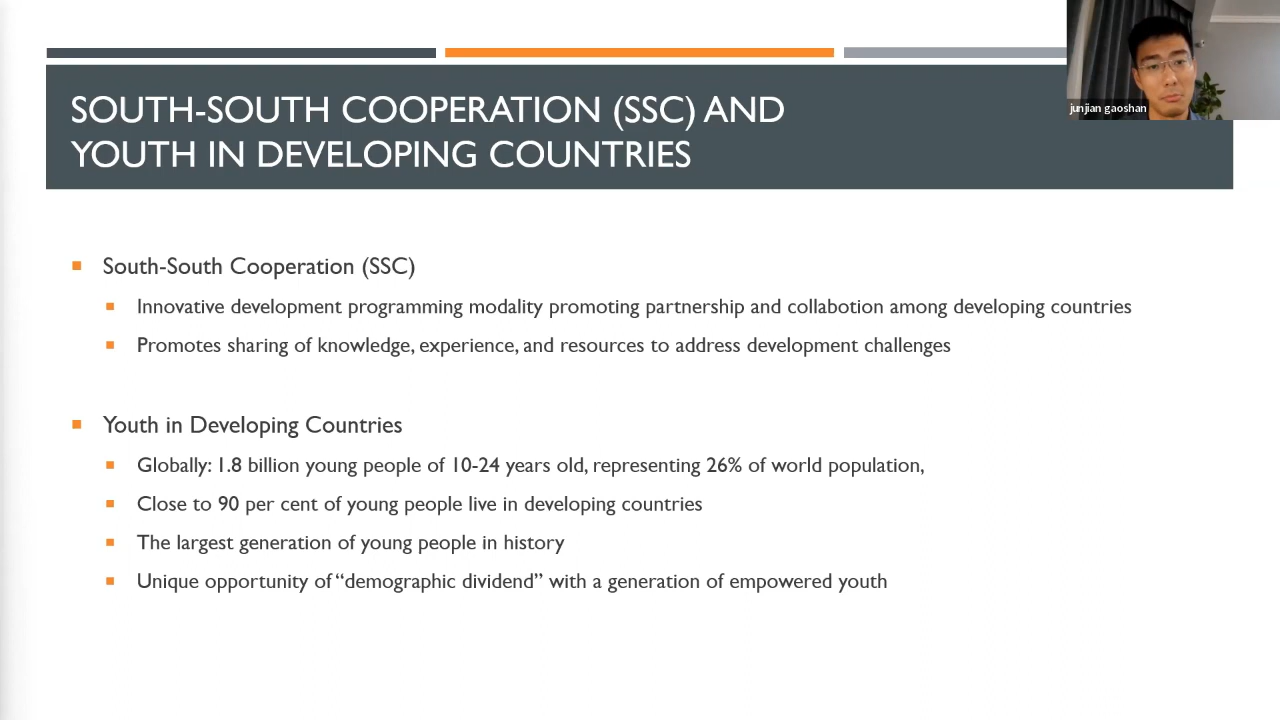 junjian gaoshan
SOUTH-SOUTH COOPERATION (SSC) AND
YOUTH IN DEVELOPING COUNTRIES
South-South Cooperation (SSC)
Innovative development programming modality promoting partnership and collabotion among developing countries
Promotes sharing of knowledge, experience, and resources to address development challenges
Youth in Developing Countries
Globally: 1.8 billion young people of 10-24 years old, representing 26% of world population,
Close to 90 per cent of young people live in developing countries
The largest generation of young people in history
Unique opportunity of “demographic dividend” with a generation of empowered youth